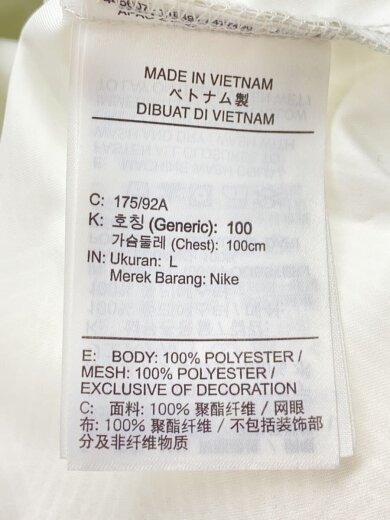 MADE IN VIETNAM
ベトナム製
DIBUAT DI VIETNAM
C: 175/92A
K: 호칭 (Generic): 100
가슴둘레 (Chest): 100cm
IN: Ukuran: L
Merek Barang: Nike
E: BODY: 100% POLYESTER /
MESH: 100% POLYESTER /
EXCLUSIVE OF DECORATION
C: 面料: 100% 聚酯纤维 / 网眼
布: 100% 聚酯纤维 / 不包括装饰部
分及非纤维物质